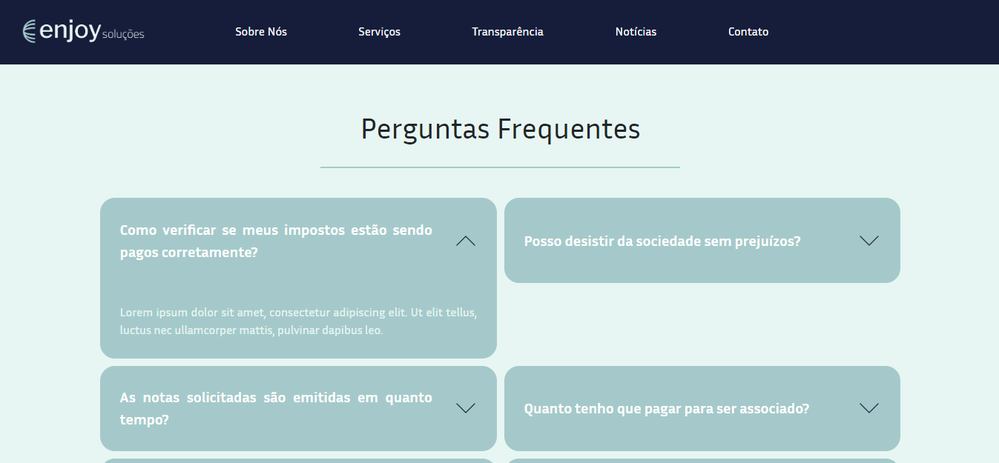 enjoy soluções
Sobre Nós
Serviços
Transparência
Notícias
Contato
Perguntas Frequentes
Como verificar se meus impostos estão sendo
pagos corretamente?
Lorem ipsum dolor sit amet, consectetur adipiscing elit. Ut elit tellus,
luctus nec ullamcorper mattis, pulvinar dapibus leo.
Posso desistir da sociedade sem prejuízos?
As notas solicitadas são emitidas em quanto
tempo?
Quanto tenho que pagar para ser associado?